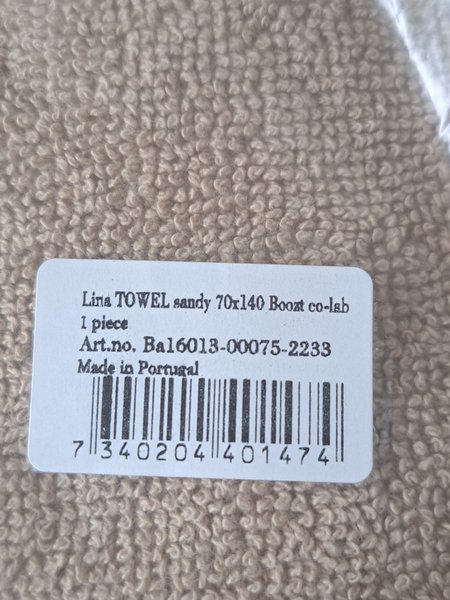 Lina TOWEL sandy 70x140 Boozt co-lab
1 piece
Art.no. Ba16013-00075-2233
Made in Portugal
7 340204 401474